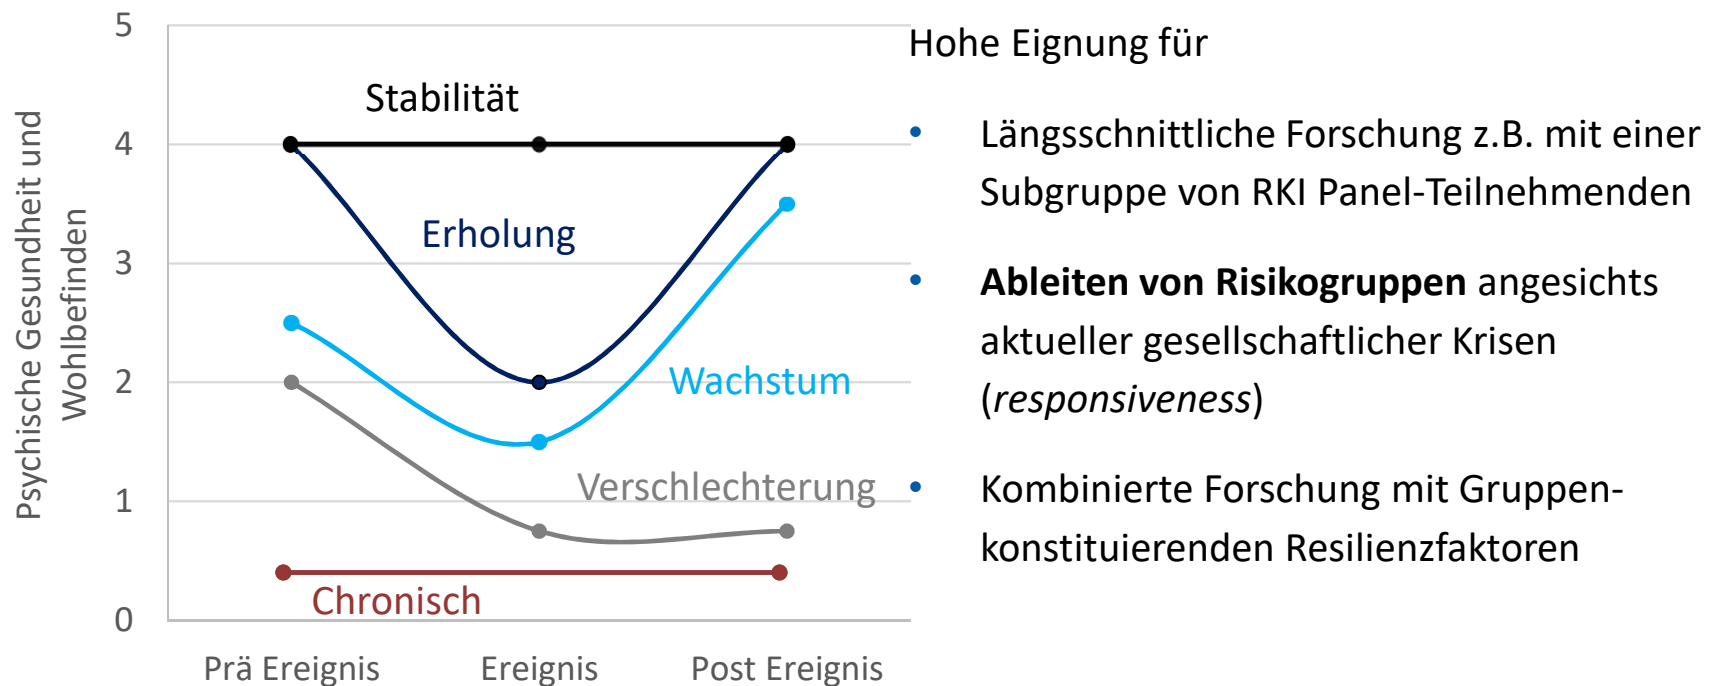 5
4
3
2
1
0
Psychische Gesundheit und
Wohlbefinden
Stabilität
Erholung
Wachstum
Verschlechterung
Chronisch
Prä Ereignis
Ereignis
Post Ereignis
Hohe Eignung für
• Längsschnittliche Forschung z.B. mit einer
Subgruppe von RKI Panel-Teilnehmenden
• Ableiten von Risikogruppen angesichts
aktueller gesellschaftlicher Krisen
(responsiveness)
• Kombinierte Forschung mit Gruppen-
konstituierenden Resilienzfaktoren